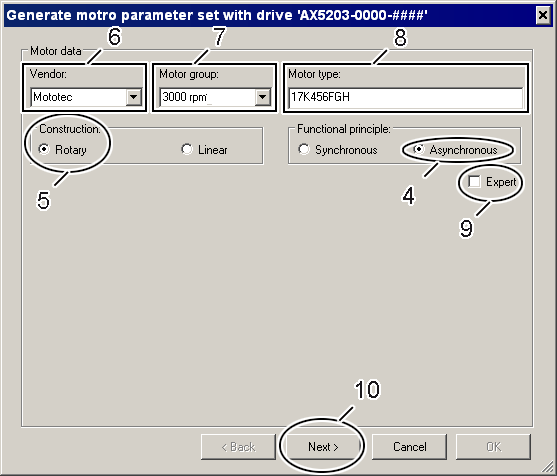 Generate motro parameter set with drive 'AX5203-0000-####'
6
7
8
Motor data
Vendor:
Motor group:
Motor type:
Mototec
3000 rpm
17K456FGH
Construction:
Functional principle:
Rotary
Linear
Synchronous
Asynchronous
Expert
5
4
9
10
< Back
Next >
Cancel
OK